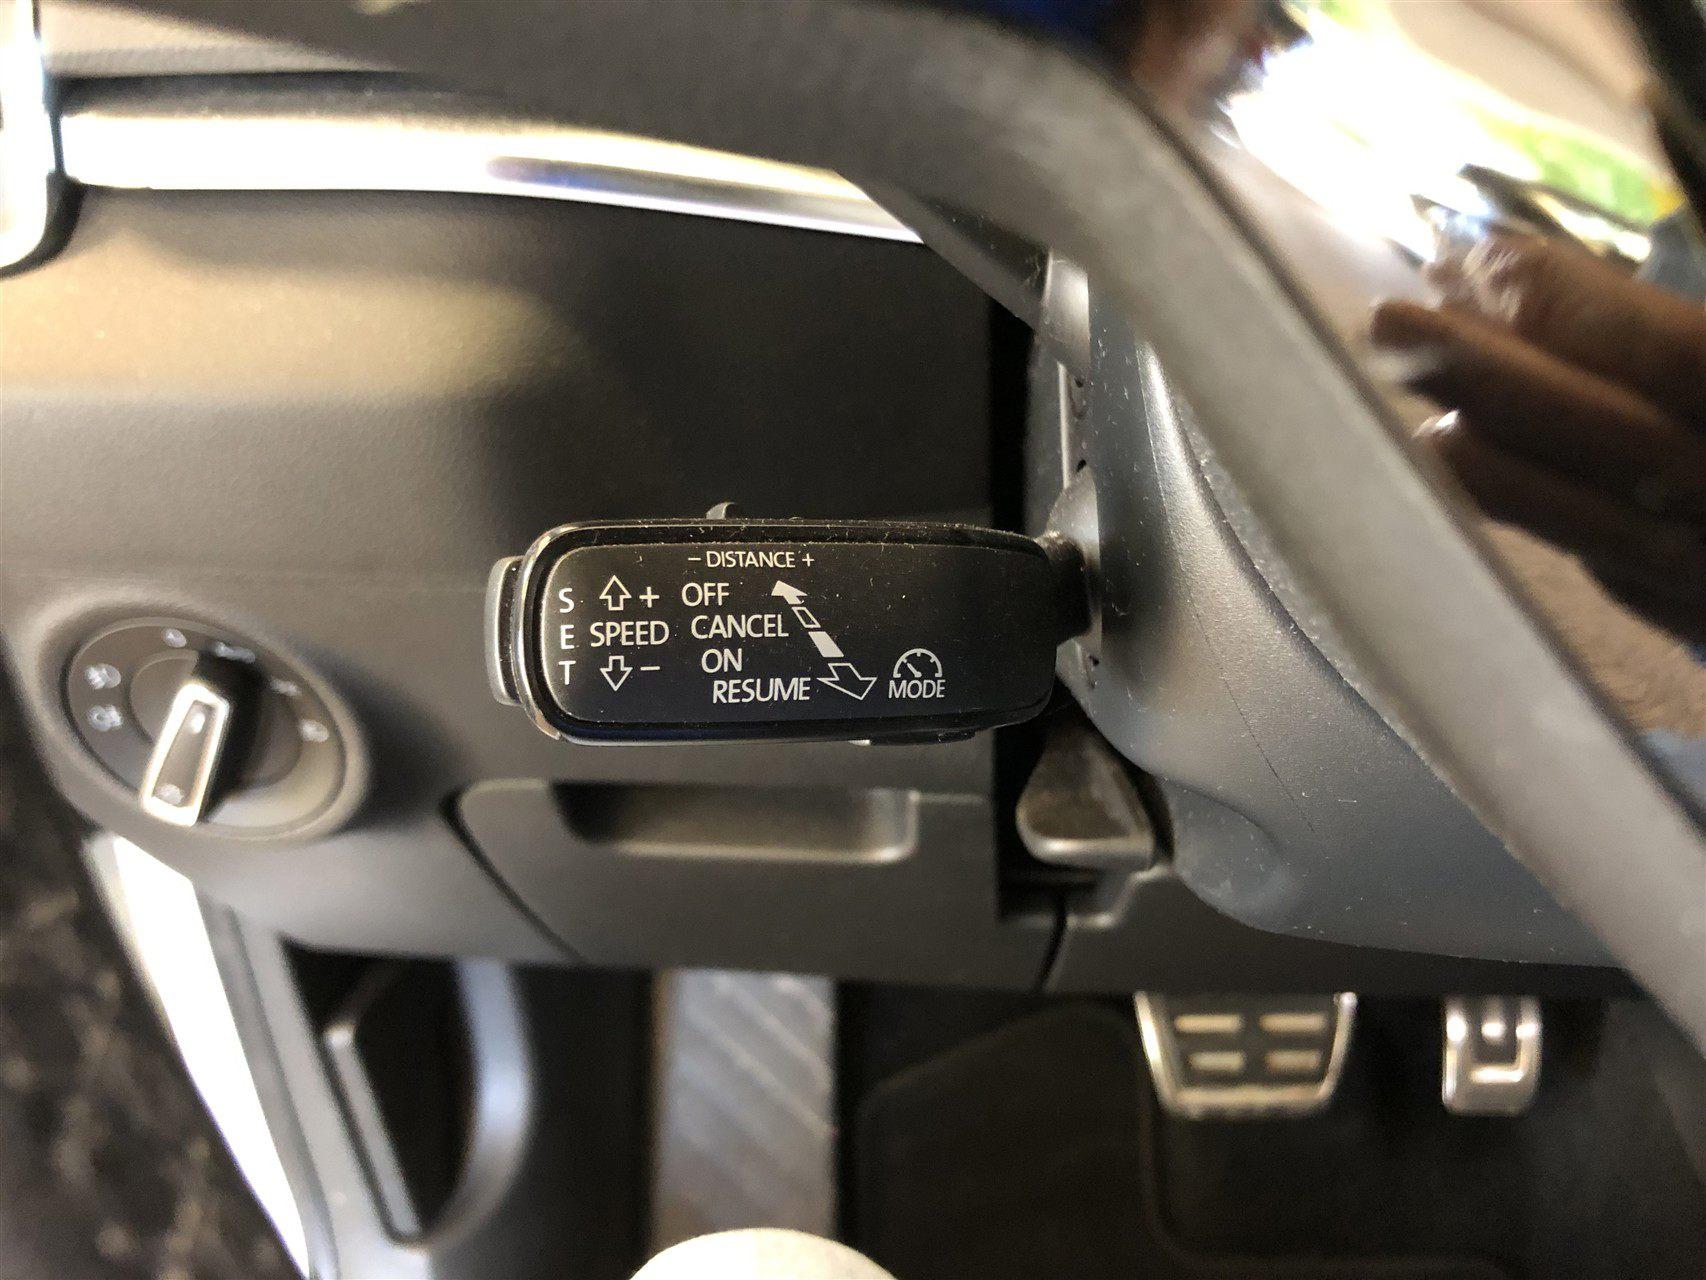 - DISTANCE +
S + OFF
E SPEED CANCEL
T - ON
RESUME MODE